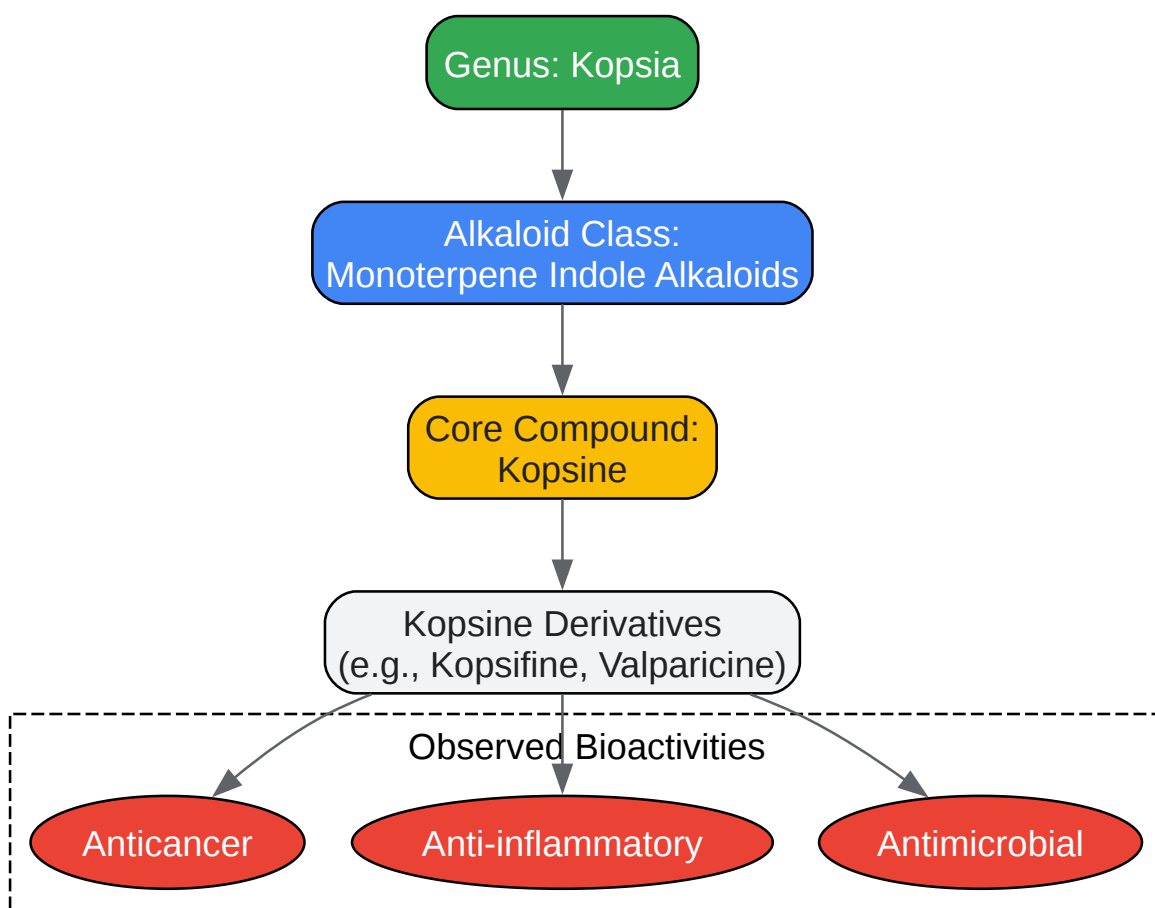 Genus: Kopsia
Alkaloid Class:
Monoterpene Indole Alkaloids
Core Compound:
Kopsine
Kopsine Derivatives
(e.g., Kopsifine, Valparicine)
Observed Bioactivities
Anticancer
Anti-inflammatory
Antimicrobial